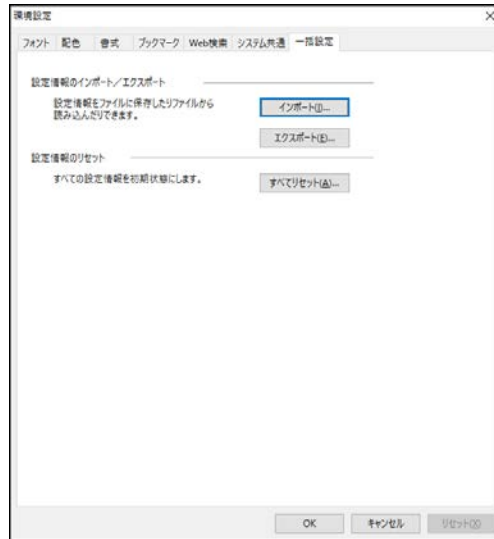 環境設定
フォント 配色 書式 ブックマーク Web検索 システム共通 一括設定
設定情報のインポート／エクスポート
設定情報をファイルに保存したりファイルから
読み込んだりできます。
インポート(I)...
エクスポート(E)...
設定情報のリセット
すべての設定情報を初期状態にします。
すべてリセット(A)...
OK キャンセル リセット(X)